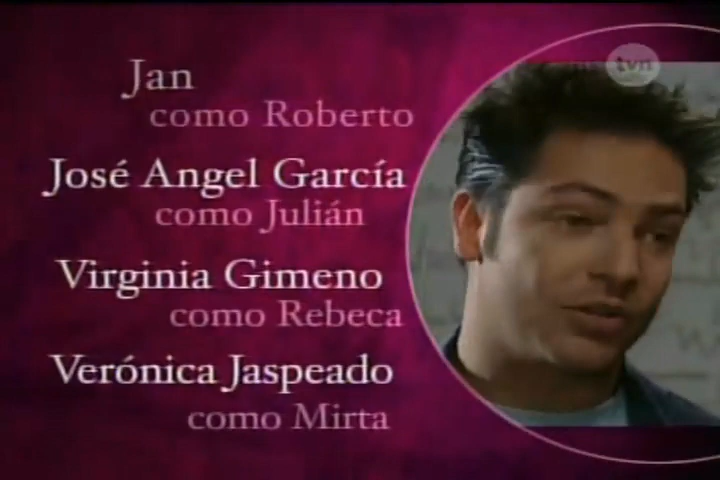 tvn
Jan
como Roberto
José Angel García
como Julián
Virginia Gimeno
como Rebeca
Verónica Jaspeado
como Mirta